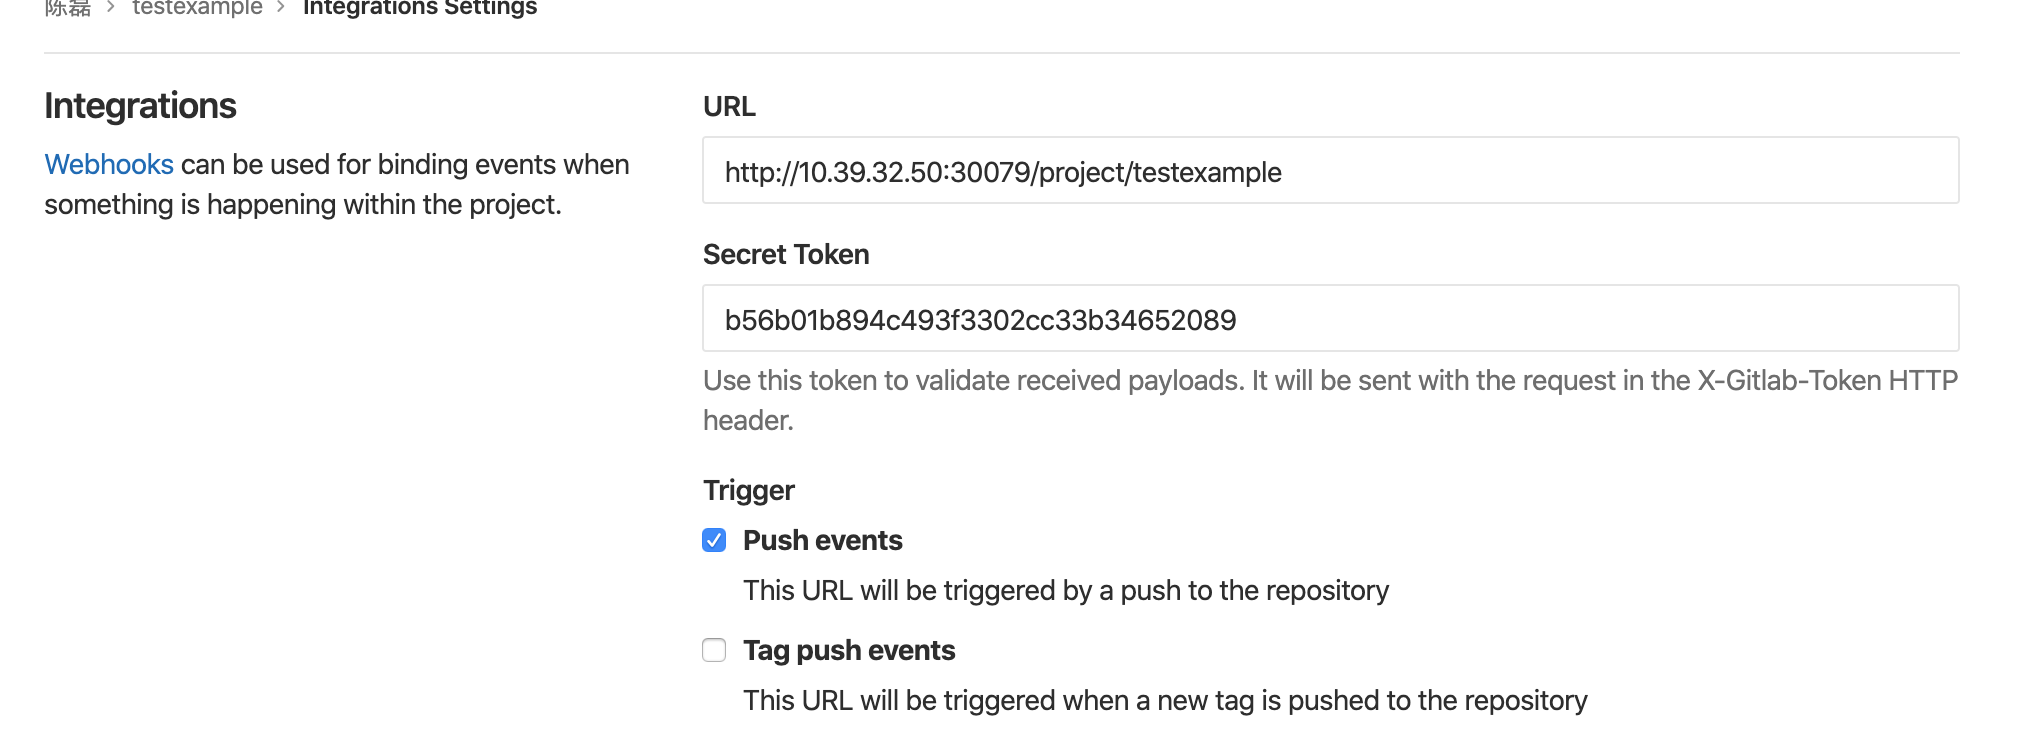 陈磊 > testexample > Integrations Settings
Integrations
Webhooks can be used for binding events when
something is happening within the project.
URL
http://10.39.32.50:30079/project/testexample
Secret Token
b56b01b894c493f3302cc33b34652089
Use this token to validate received payloads. It will be sent with the request in the X-Gitlab-Token HTTP
header.
Trigger
Push events
This URL will be triggered by a push to the repository
Tag push events
This URL will be triggered when a new tag is pushed to the repository